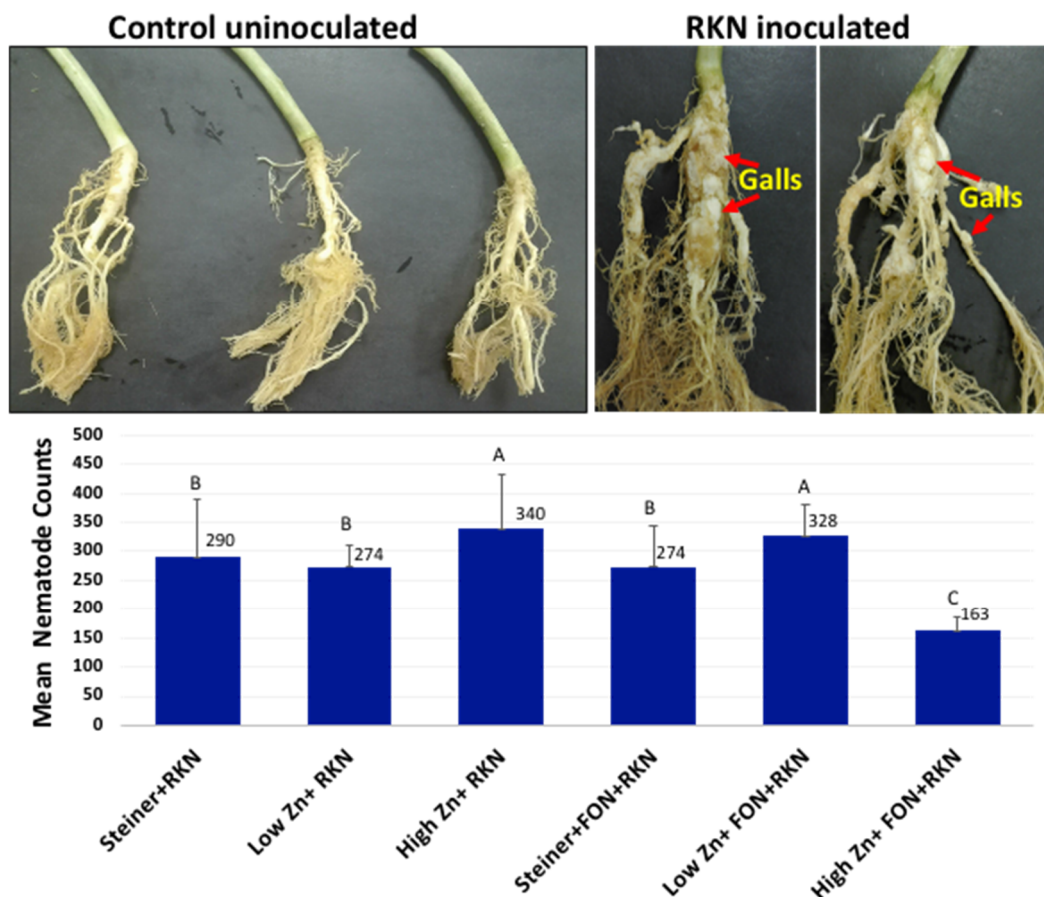 Control uninoculated
RKN inoculated
Galls
Galls
Mean Nematode Counts
500
450
400
350
300
250
200
150
100
50
0
B
290
B
274
A
340
B
274
A
328
C
163
Steiner+RKN
Low Zn+ RKN
High Zn+ RKN
Steiner+FON+RKN
Low Zn+ FON+RKN
High Zn+ FON+RKN